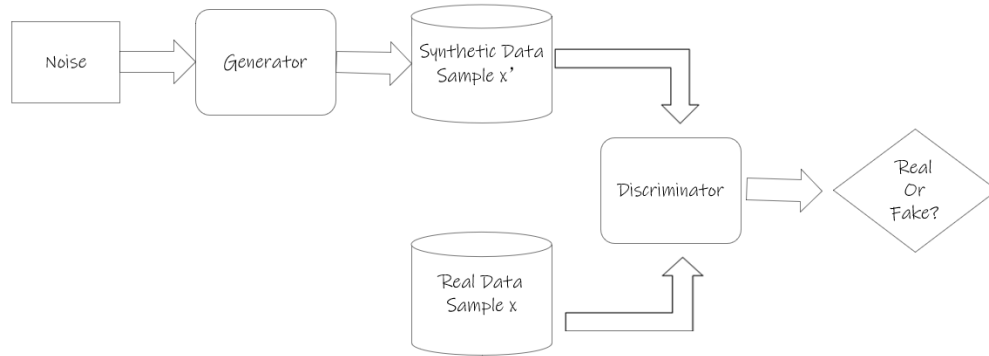 Noise
Generator
Synthetic Data
Sample x’
Discriminator
Real
Or
Fake?
Real Data
Sample x